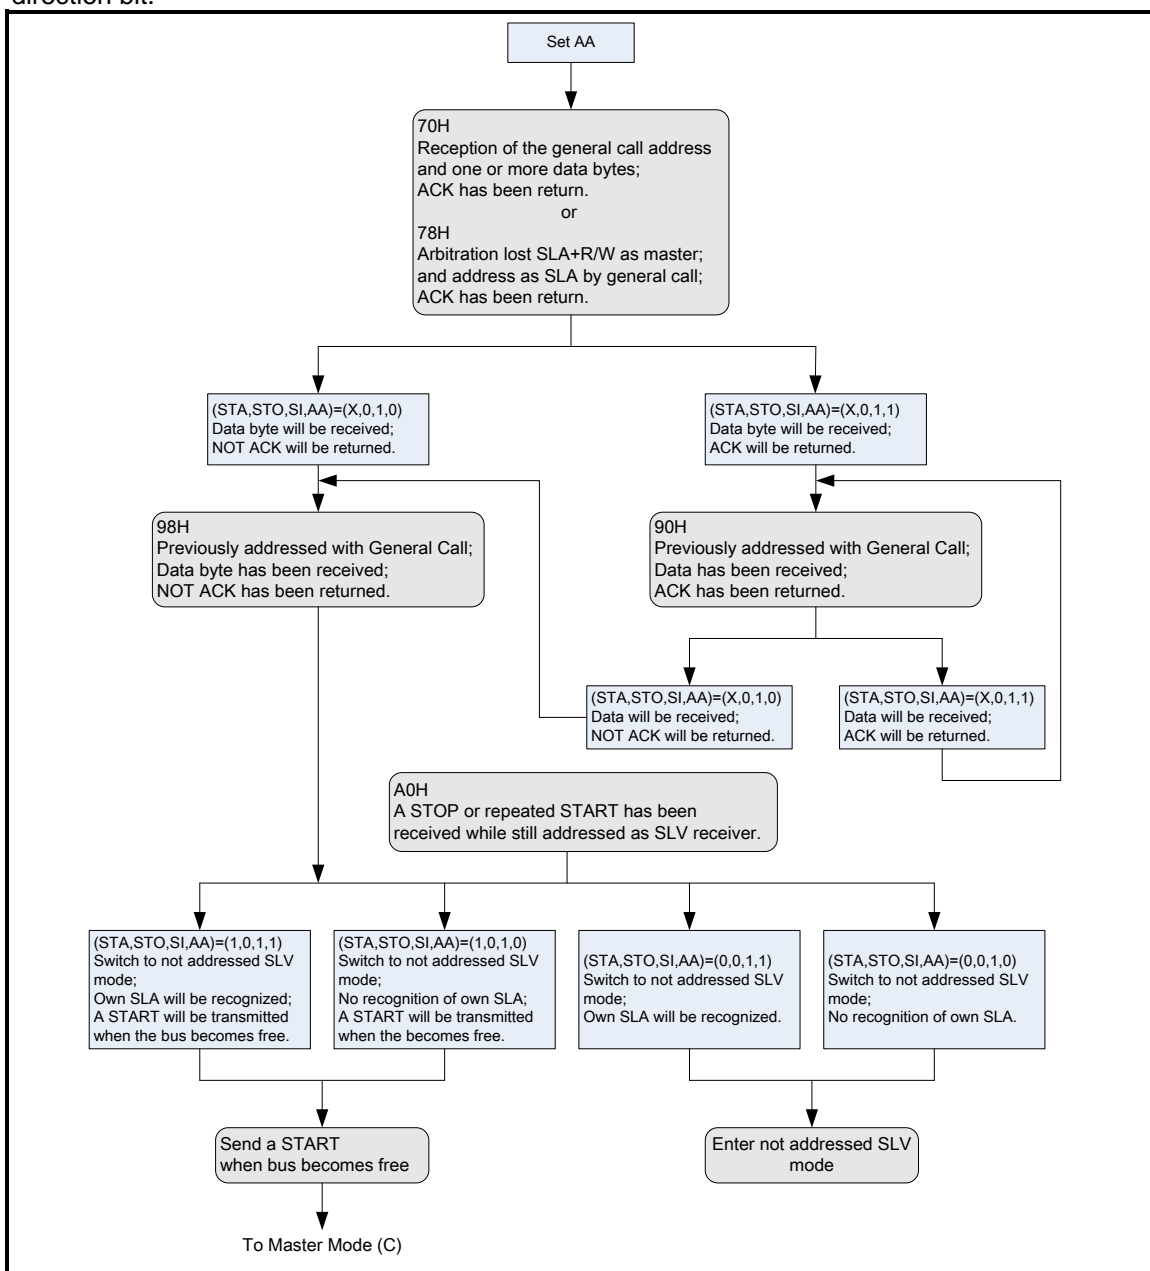 direction bit.
Set AA
70H
Reception of the general call address
and one or more data bytes;
ACK has been return.
or
78H
Arbitration lost SLA+R/W as master;
and address as SLA by general call;
ACK has been return.
(STA,STO,SI,AA)=(X,0,1,0)
Data byte will be received;
NOT ACK will be returned.
(STA,STO,SI,AA)=(X,0,1,1)
Data byte will be received;
ACK will be returned.
98H
Previously addressed with General Call;
Data byte has been received;
NOT ACK has been returned.
90H
Previously addressed with General Call;
Data has been received;
ACK has been returned.
(STA,STO,SI,AA)=(X,0,1,0)
Data will be received;
NOT ACK will be returned.
(STA,STO,SI,AA)=(X,0,1,1)
Data will be received;
ACK will be returned.
A0H
A STOP or repeated START has been
received while still addressed as SLV receiver.
(STA,STO,SI,AA)=(1,0,1,1)
Switch to not addressed SLV
mode;
Own SLA will be recognized;
A START will be transmitted
when the bus becomes free.
(STA,STO,SI,AA)=(1,0,1,0)
Switch to not addressed SLV
mode;
No recognition of own SLA;
A START will be transmitted
when the becomes free.
(STA,STO,SI,AA)=(0,0,1,1)
Switch to not addressed SLV
mode;
Own SLA will be recognized.
(STA,STO,SI,AA)=(0,0,1,0)
Switch to not addressed SLV
mode;
No recognition of own SLA.
Send a START
when bus becomes free
Enter not addressed SLV
mode
To Master Mode (C)